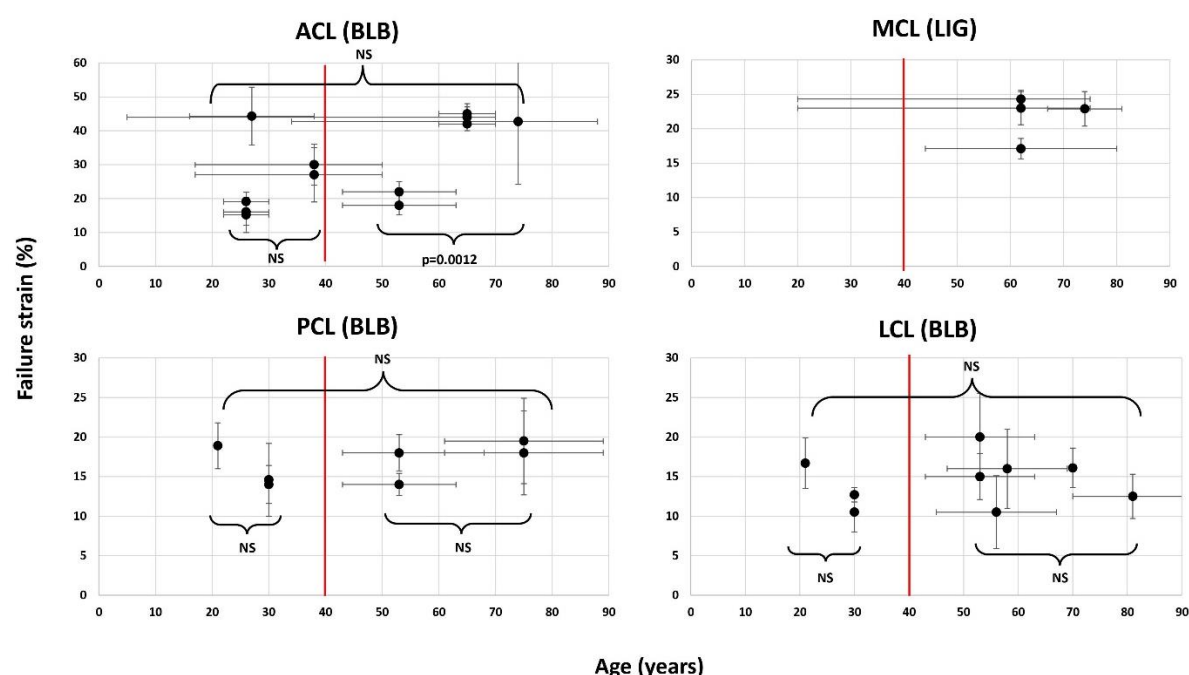 ACL (BLB)
NS
60
50
40
30
20
10
0
NS
p=0.0012
0 10 20 30 40 50 60 70 80 90
MCL (LIG)
30
25
20
15
10
5
0
0 10 20 30 40 50 60 70 80 90
Failure strain (%)
PCL (BLB)
NS
30
25
20
15
10
5
0
NS
NS
0 10 20 30 40 50 60 70 80 90
LCL (BLB)
NS
30
25
20
15
10
5
0
NS
NS
0 10 20 30 40 50 60 70 80 90
Age (years)